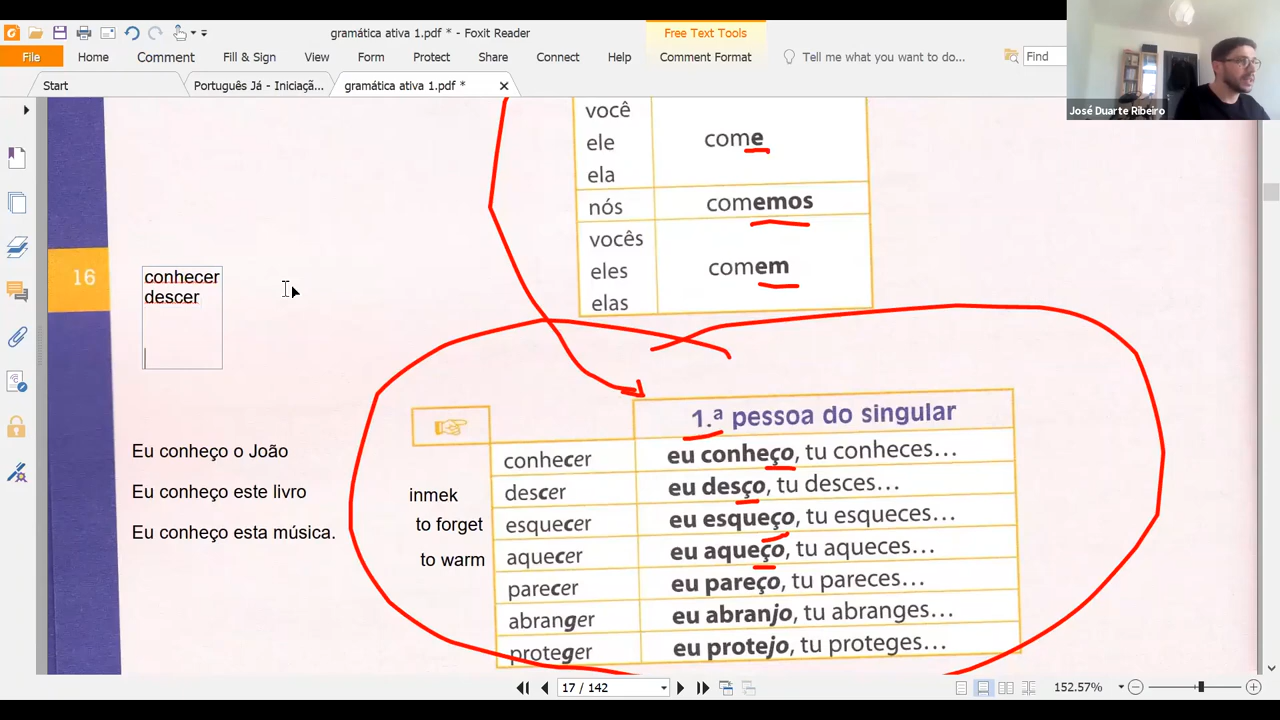 gramática ativa 1.pdf * - Foxit Reader
Free Text Tools
File
Home
Comment
Fill & Sign
View
Form
Protect
Share
Connect
Help
Comment Format
Tell me what you want to do...
Find
José Duarte Ribeiro
Start
Português Já - Iniciaçã...
gramática ativa 1.pdf *
você
ele
ela
come
nós
comemos
vocês
eles
elas
comem
16
conhecer
descer
1.ª pessoa do singular
conhecer
eu conheço, tu conheces...
descer
eu desço, tu desces...
esquecer
eu esqueço, tu esqueces...
aquecer
eu aqueço, tu aqueces...
parecer
eu pareço, tu pareces...
abranger
eu abranjo, tu abranges...
proteger
eu protejo, tu proteges...
inmek
to forget
to warm
Eu conheço o João
Eu conheço este livro
Eu conheço esta música.
17 / 142
152.57%